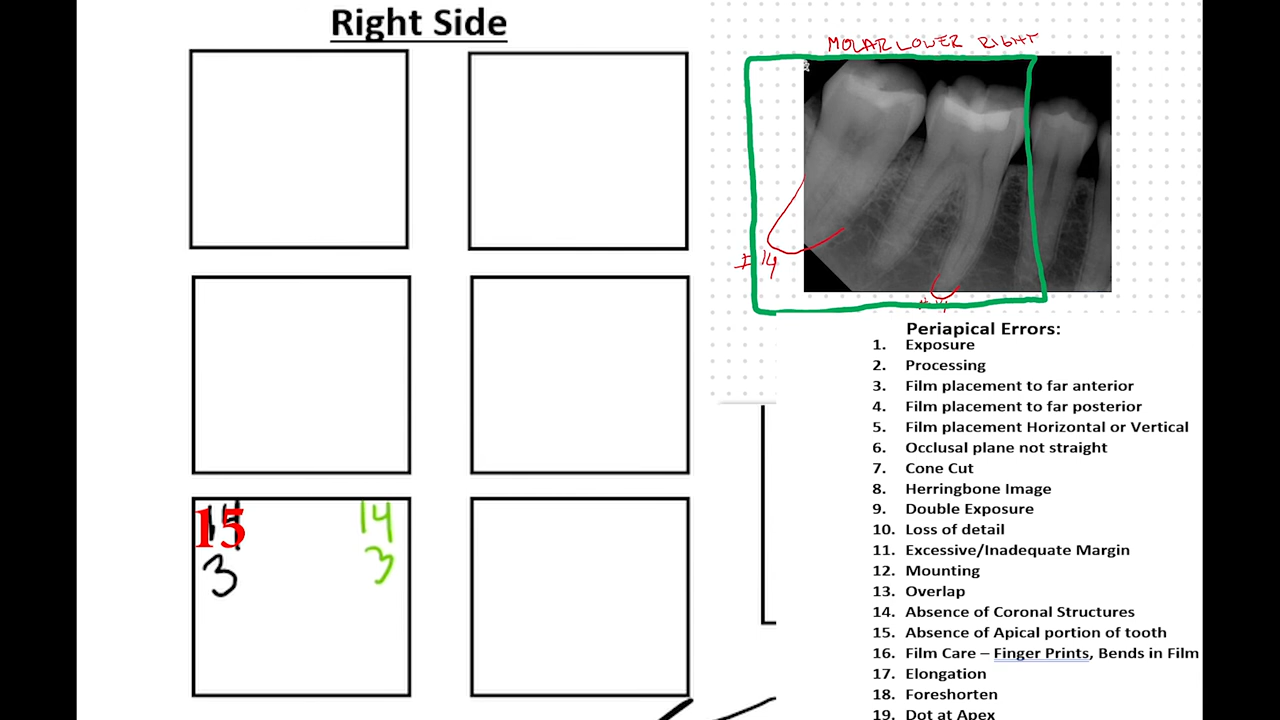 Right Side
MOLAR LOWER RIGHT
#14
15
3
14
3
Periapical Errors:
1. Exposure
2. Processing
3. Film placement to far anterior
4. Film placement to far posterior
5. Film placement Horizontal or Vertical
6. Occlusal plane not straight
7. Cone Cut
8. Herringbone Image
9. Double Exposure
10. Loss of detail
11. Excessive/Inadequate Margin
12. Mounting
13. Overlap
14. Absence of Coronal Structures
15. Absence of Apical portion of tooth
16. Film Care – Finger Prints, Bends in Film
17. Elongation
18. Foreshorten
19. Dot at Apex